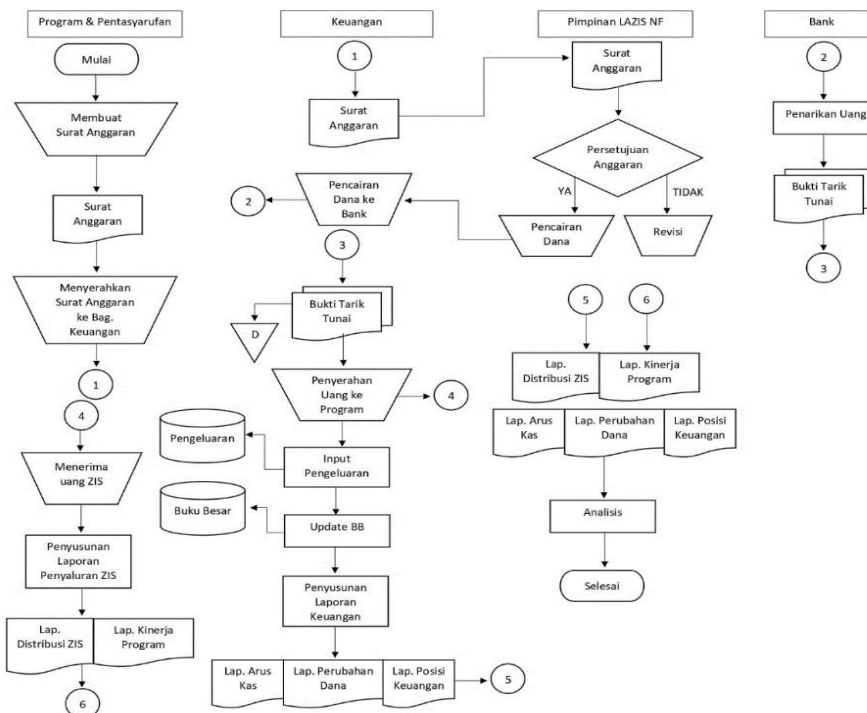 Program & Pentasyarufan
Mulai
Membuat
Surat Anggaran
Surat
Anggaran
Menyerahkan
Surat Anggaran
ke Bag.
Keuangan
1
4
Menerima
uang ZIS
Penyusunan
Laporan
Penyaluran ZIS
Lap.
Distribusi ZIS
Lap. Kinerja
Program
6
Keuangan
1
Surat
Anggaran
Pencairan
Dana ke
Bank
2
3
Bukti Tarik
Tunai
D
Penyerahan
Uang ke
Program
4
Pengeluaran
Input
Pengeluaran
Buku Besar
Update BB
Penyusunan
Laporan
Keuangan
Lap. Arus
Kas
Lap. Perubahan
Dana
Lap. Posisi
Keuangan
5
Pimpinan LAZIS NF
Surat
Anggaran
Persetujuan
Anggaran
YA
TIDAK
Pencairan
Dana
Revisi
5
6
Lap.
Distribusi ZIS
Lap. Kinerja
Program
Lap. Arus
Kas
Lap. Perubahan
Dana
Lap. Posisi
Keuangan
Analisis
Selesai
Bank
2
Penarikan Uang
Bukti Tarik
Tunai
3